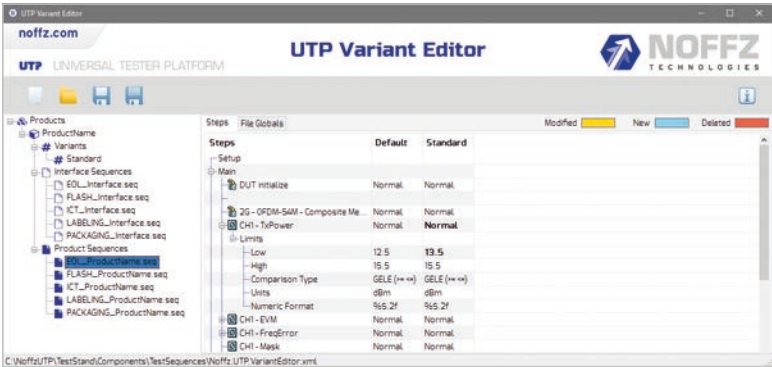 UTP Variant Editor
noffz.com
UTP UNIVERSAL TESTER PLATFORM
UTP Variant Editor
NOFFZ
TECHNOLOGIES
Products
ProductName
Variants
Standard
Interface Sequences
EOL_Interface.seq
FLASH_Interface.seq
ICT_Interface.seq
LABELING_Interface.seq
PACKAGING_Interface.seq
Product Sequences
EOL_ProductName.seq
FLASH_ProductName.seq
ICT_ProductName.seq
LABELING_ProductName.seq
PACKAGING_ProductName.seq
Steps File Globals Modified New Deleted
Steps Default Standard
Setup
Main
DUT initialize Normal Normal
2G - OFDM-54M - Composite Me... Normal Normal
CH1 - TxPower Normal Normal
Limits
Low 12.5 13.5
High 15.5 15.5
Comparison Type GELE (>= <=) GELE (>= <=)
Units dBm dBm
Numeric Format %5.2f %5.2f
CH1 - EVM Normal Normal
CH1 - FreqError Normal Normal
CH1 - Mask Normal Normal
C:\NoffzUTP\TestStand\Components\TestSequences\Noffz.UTP.VariantEditor.xml